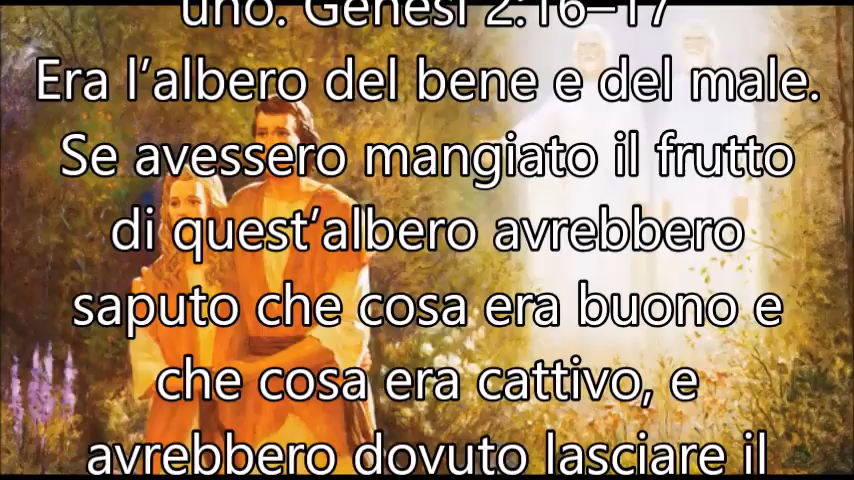 uno. Genesi 2:16–17
Era l’albero del bene e del male.
Se avessero mangiato il frutto
di quest’albero avrebbero
saputo che cosa era buono e
che cosa era cattivo, e
avrebbero dovuto lasciare il